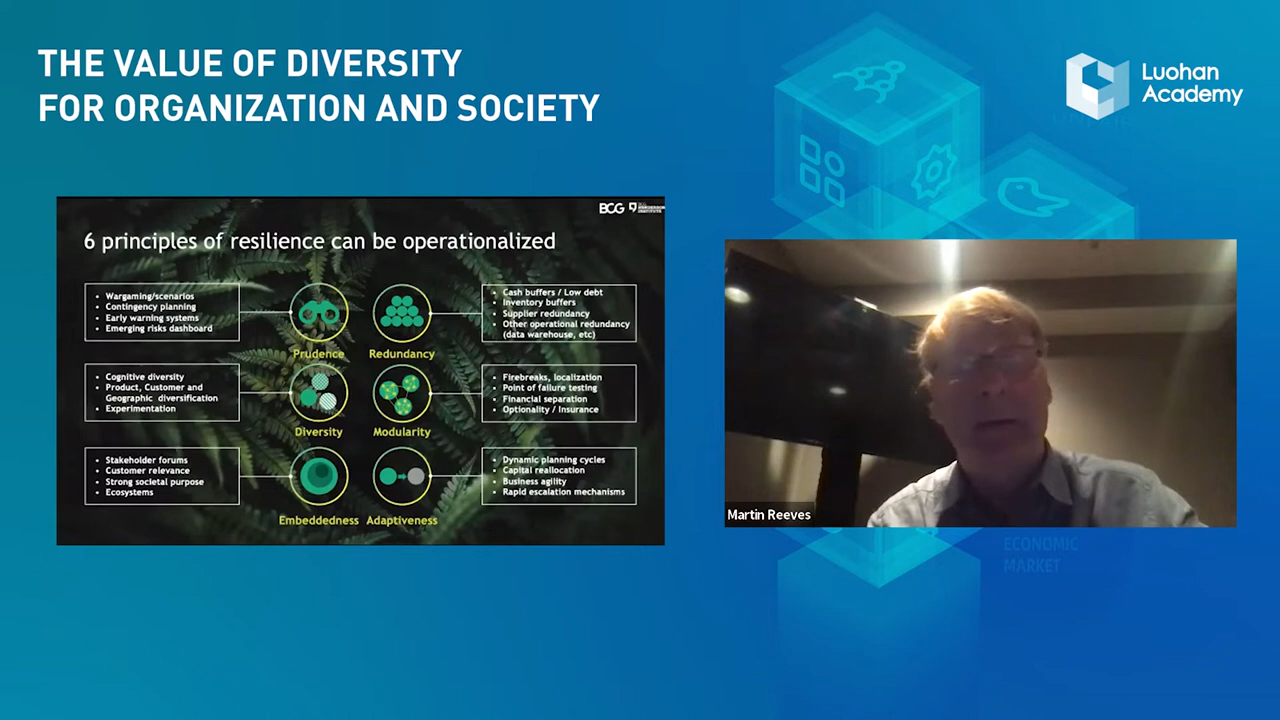 THE VALUE OF DIVERSITY
FOR ORGANIZATION AND SOCIETY
Luohan
Academy
BCG
HENDERSON
INSTITUTE
6 principles of resilience can be operationalized
• Wargaming/scenarios
• Contingency planning
• Early warning systems
• Emerging risks dashboard
Prudence
Redundancy
• Cash buffers / Low debt
• Inventory buffers
• Supplier redundancy
• Other operational redundancy
(data warehouse, etc)
• Cognitive diversity
• Product, Customer and
Geographic diversification
• Experimentation
Diversity
Modularity
• Firebreaks, localization
• Point of failure testing
• Financial separation
• Optionality / Insurance
• Stakeholder forums
• Customer relevance
• Strong societal purpose
• Ecosystems
Embeddedness
Adaptiveness
• Dynamic planning cycles
• Capital reallocation
• Business agility
• Rapid escalation mechanisms
Martin Reeves
ECONOMIC
MARKET